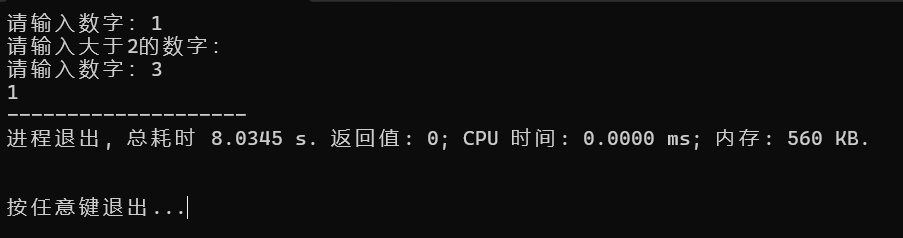 请输入数字: 1
请输入大于2的数字:
请输入数字: 3
1
--------------------
进程退出, 总耗时 8.0345 s. 返回值: 0; CPU 时间: 0.0000 ms; 内存: 560 KB.
按任意键退出...